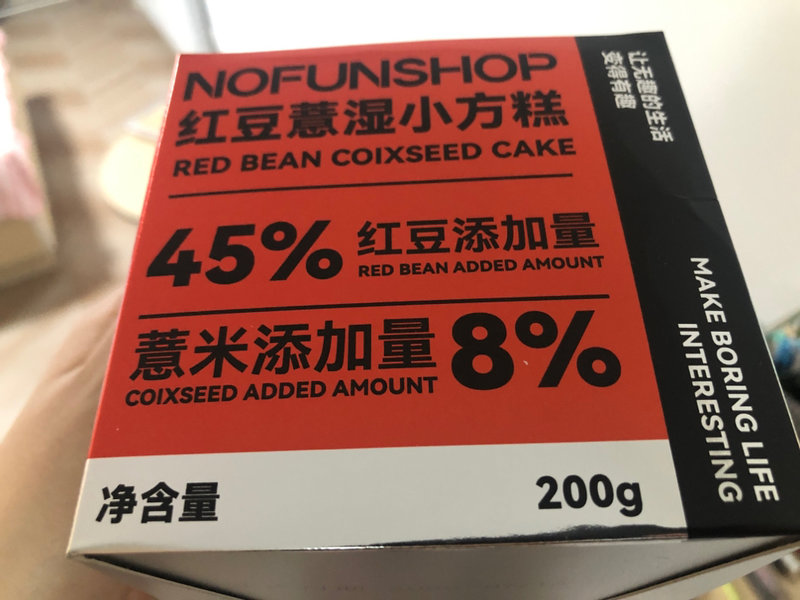 NOFUNSHOP
红豆薏湿小方糕
RED BEAN COIXSEED CAKE
45% 红豆添加量
RED BEAN ADDED AMOUNT
薏米添加量 8%
COIXSEED ADDED AMOUNT
净含量 200g
让无趣的生活
变得有趣
MAKE BORING LIFE
INTERESTING